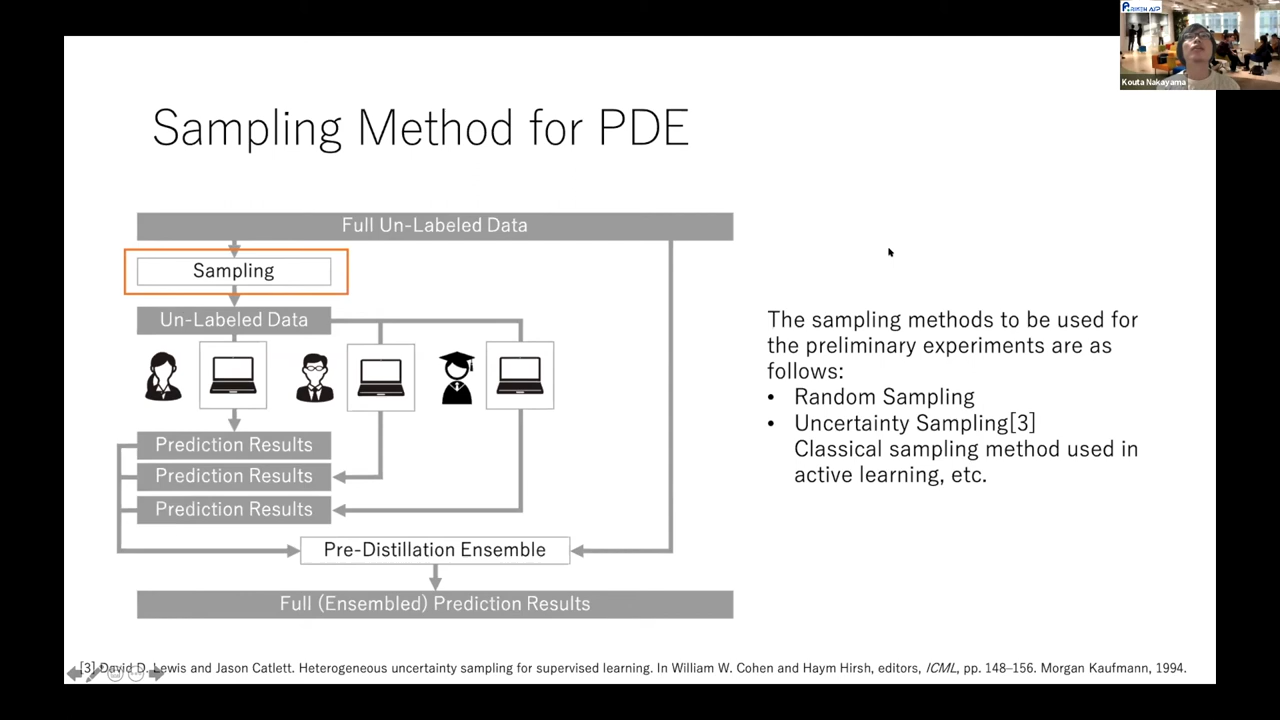 RIKEN AIP
Kouta Nakayama
Sampling Method for PDE
Full Un-Labeled Data
Sampling
Un-Labeled Data
Prediction Results
Prediction Results
Prediction Results
Pre-Distillation Ensemble
Full (Ensembled) Prediction Results
The sampling methods to be used for
the preliminary experiments are as
follows:
• Random Sampling
• Uncertainty Sampling[3]
Classical sampling method used in
active learning, etc.
[3] David D. Lewis and Jason Catlett. Heterogeneous uncertainty sampling for supervised learning. In William W. Cohen and Haym Hirsh, editors, ICML, pp. 148–156. Morgan Kaufmann, 1994.